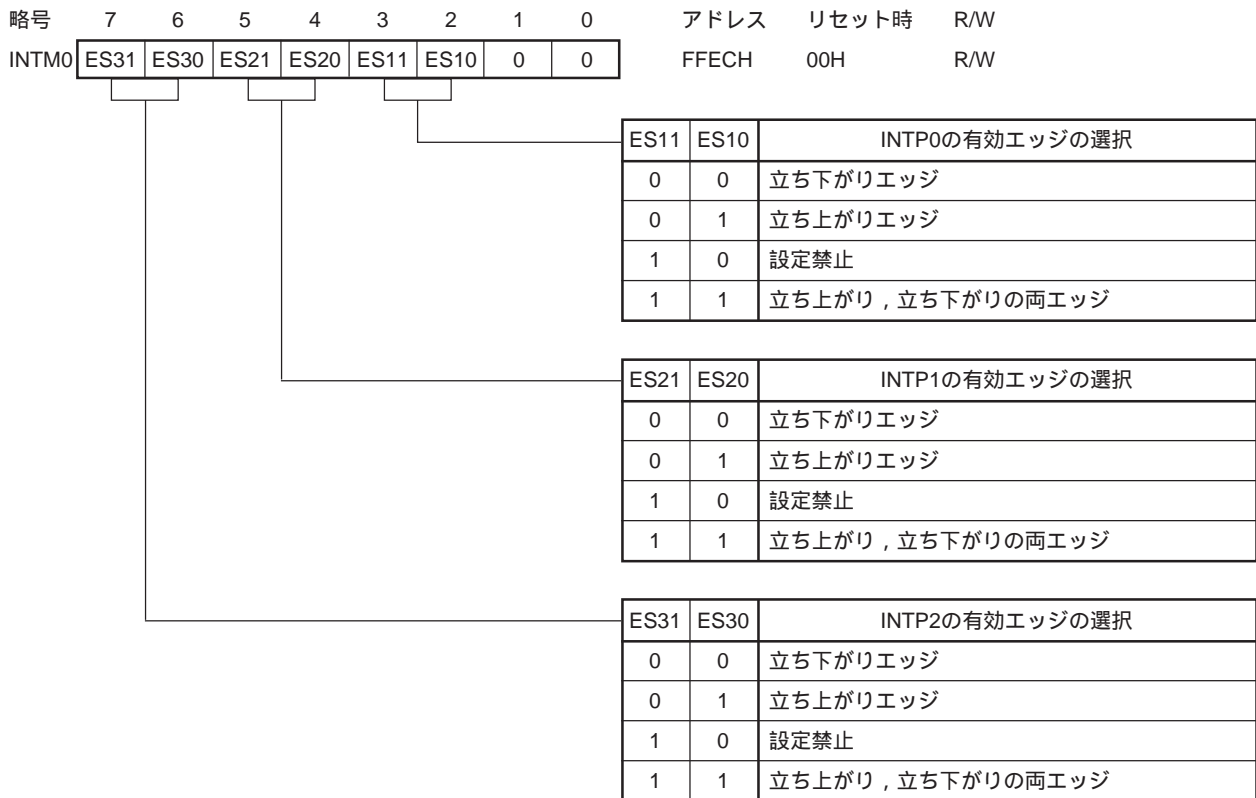 略号 7 6 5 4 3 2 1 0 アドレス リセット時 R/W
INTM0 ES31 ES30 ES21 ES20 ES11 ES10 0 0 FFECH 00H R/W
ES11 ES10 INTP0の有効エッジの選択
0 0 立ち下がりエッジ
0 1 立ち上がりエッジ
1 0 設定禁止
1 1 立ち上がり，立ち下がりの両エッジ
ES21 ES20 INTP1の有効エッジの選択
0 0 立ち下がりエッジ
0 1 立ち上がりエッジ
1 0 設定禁止
1 1 立ち上がり，立ち下がりの両エッジ
ES31 ES30 INTP2の有効エッジの選択
0 0 立ち下がりエッジ
0 1 立ち上がりエッジ
1 0 設定禁止
1 1 立ち上がり，立ち下がりの両エッジ